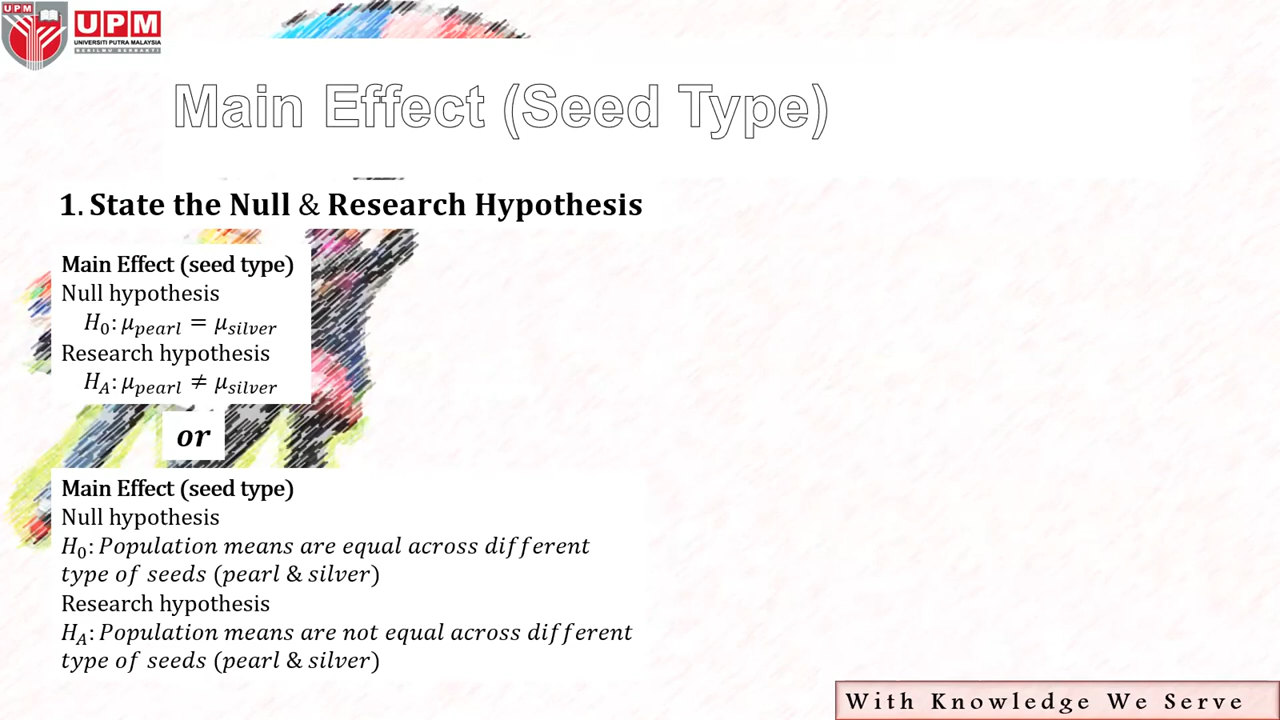 UPM
UPM
UNIVERSITI PUTRA MALAYSIA
BERILMU BERBAKTI
Main Effect (Seed Type)
1. State the Null & Research Hypothesis
Main Effect (seed type)
Null hypothesis
H₀: μ_pearl = μ_silver
Research hypothesis
H_A: μ_pearl ≠ μ_silver
or
Main Effect (seed type)
Null hypothesis
H₀: Population means are equal across different
type of seeds (pearl & silver)
Research hypothesis
H_A: Population means are not equal across different
type of seeds (pearl & silver)
With Knowledge We Serve